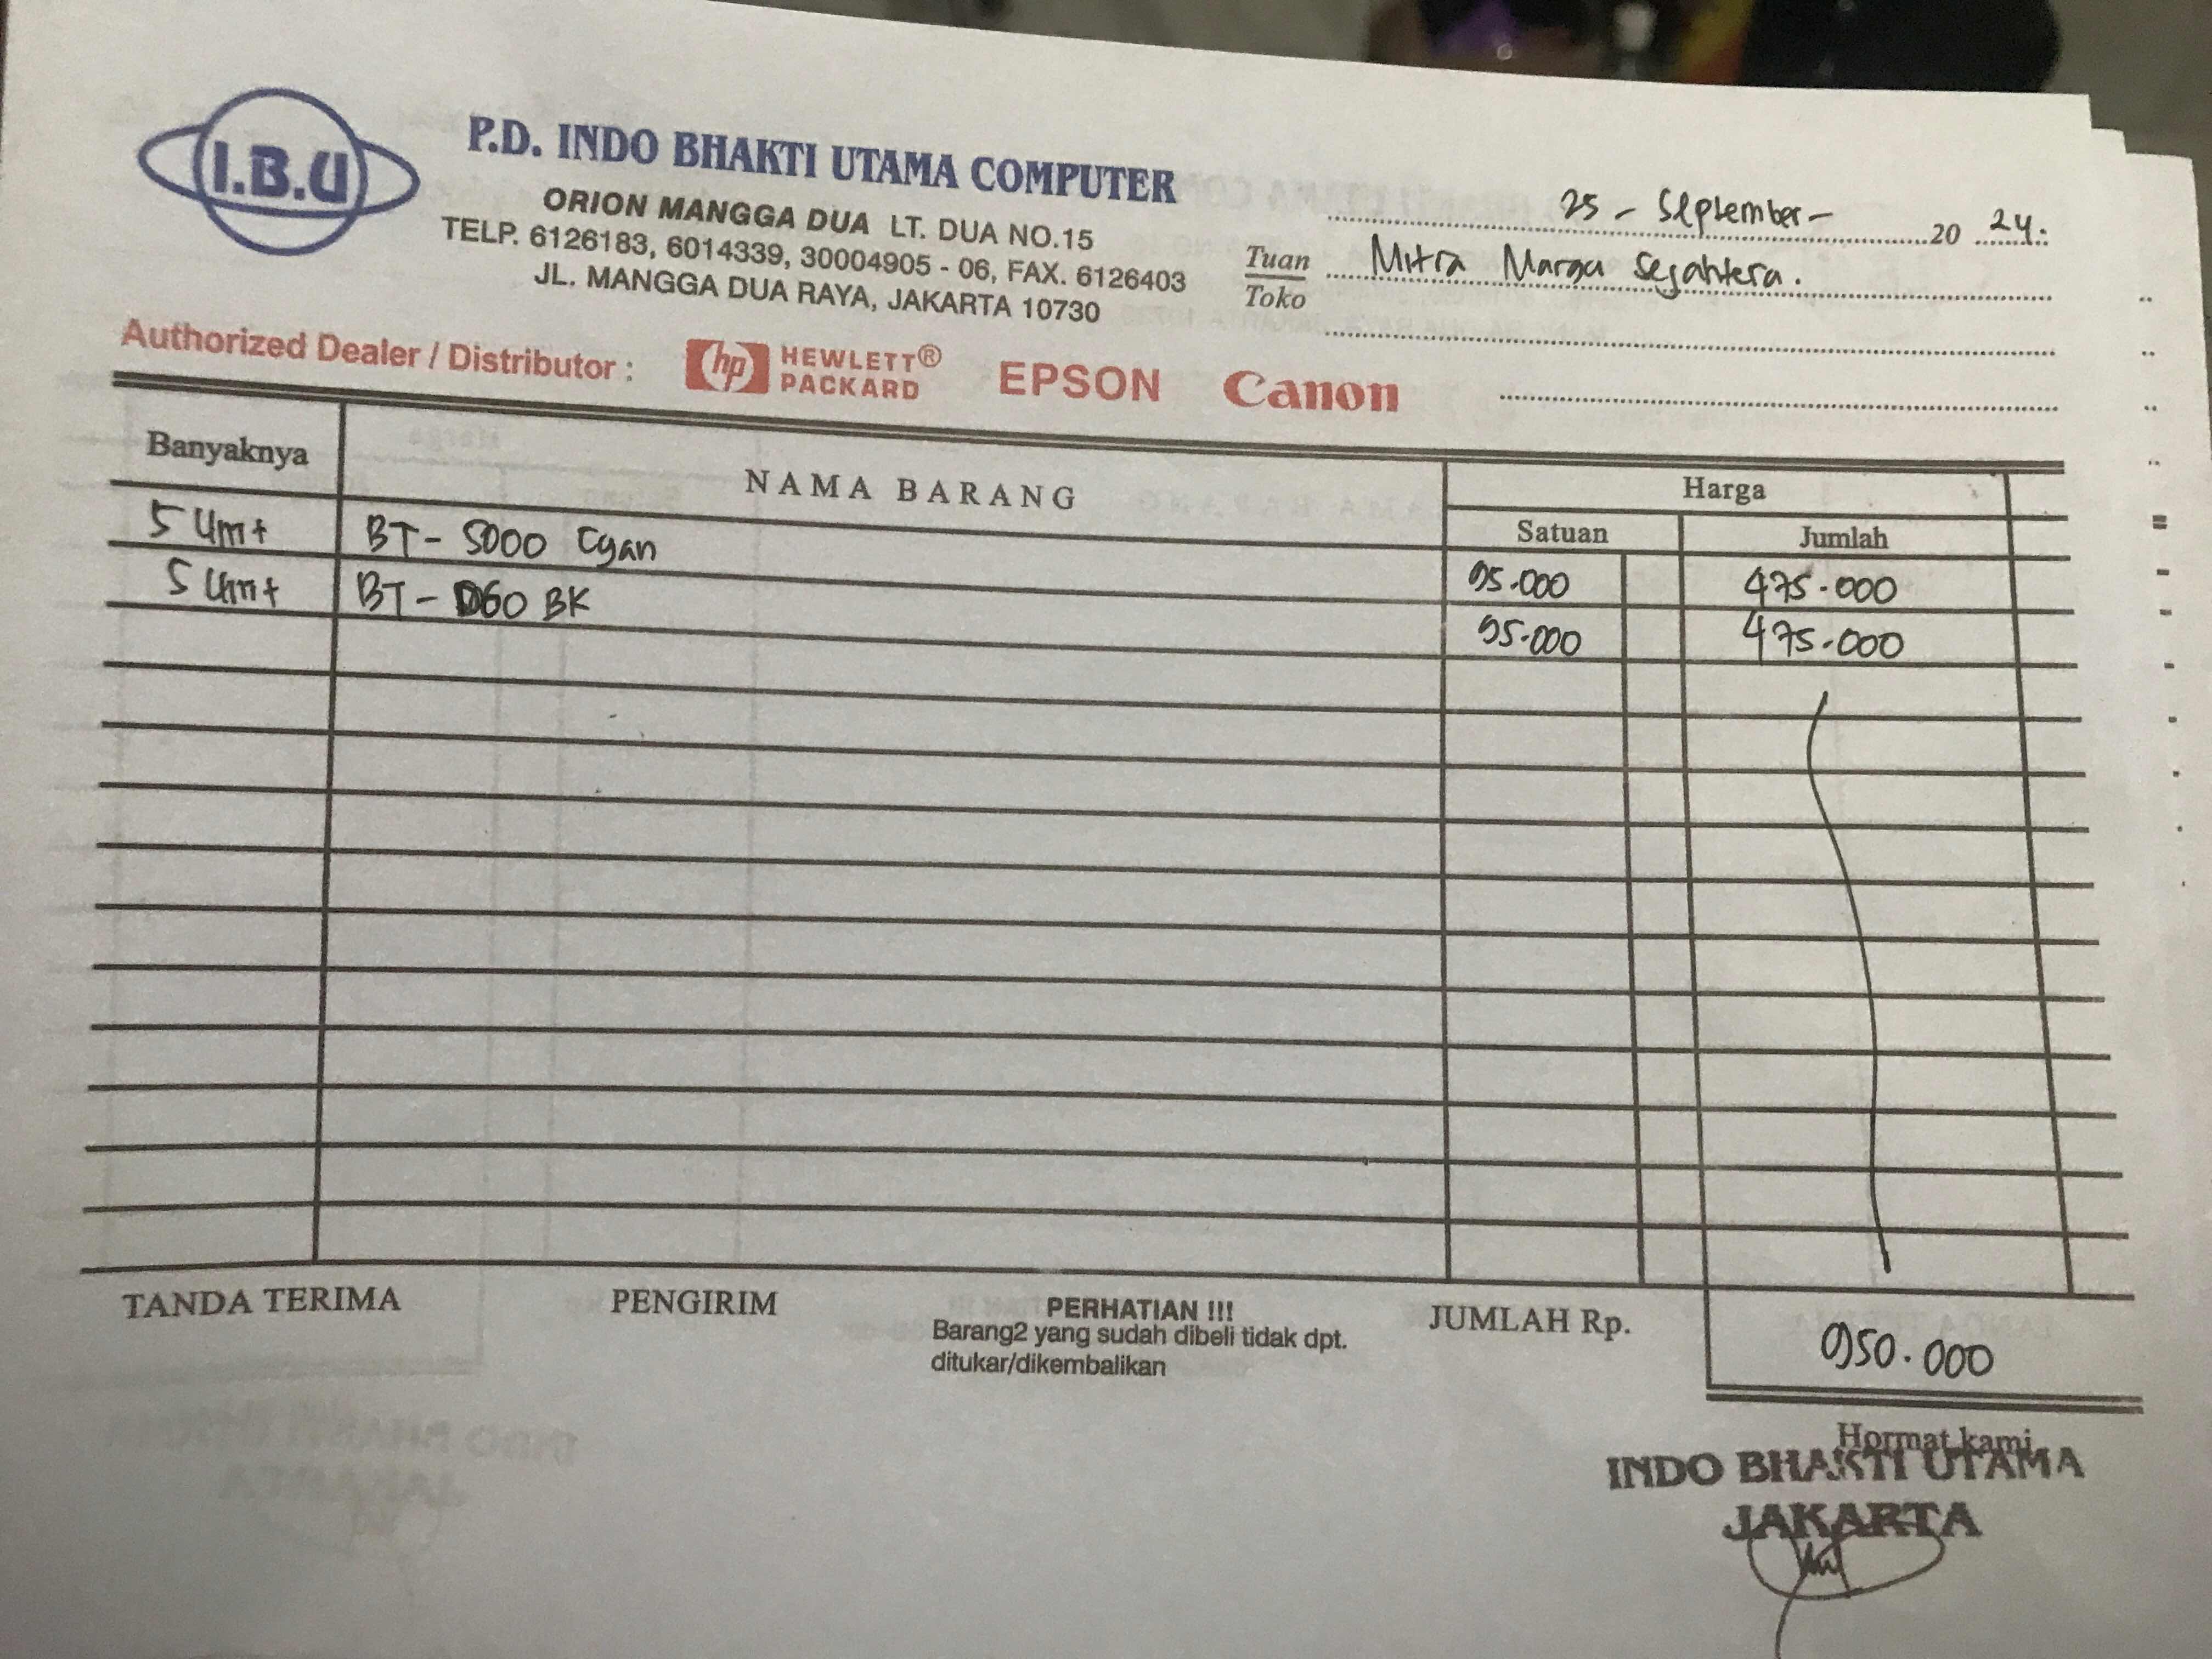 I.B.U
P.D. INDO BHAKTI UTAMA COMPUTER
ORION MANGGA DUA LT. DUA NO.15
TELP. 6126183, 6014339, 30004905 - 06, FAX. 6126403
JL. MANGGA DUA RAYA, JAKARTA 10730
25 - September - 20 24.
Tuan Toko Mitra Marga Sejahtera.
Authorized Dealer / Distributor : hp HEWLETT® PACKARD EPSON Canon
Banyaknya NAMA BARANG Harga
Satuan Jumlah
5 Unit BT- 5000 Cyan 95.000 475.000
5 Unit BT- D60 BK 95.000 475.000
TANDA TERIMA PENGIRIM PERHATIAN !!! JUMLAH Rp. 950.000
Barang2 yang sudah dibeli tidak dpt.
ditukar/dikembalikan
Hormat kami,
INDO BHAKTI UTAMA
JAKARTA